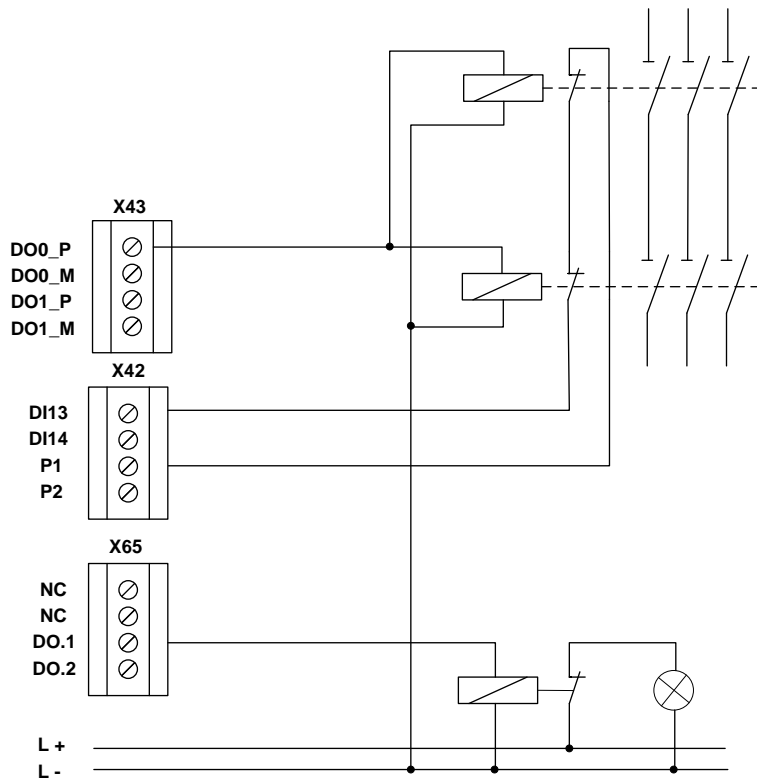 X43
DO0_P
DO0_M
DO1_P
DO1_M
X42
DI13
DI14
P1
P2
X65
NC
NC
DO.1
DO.2
L +
L -